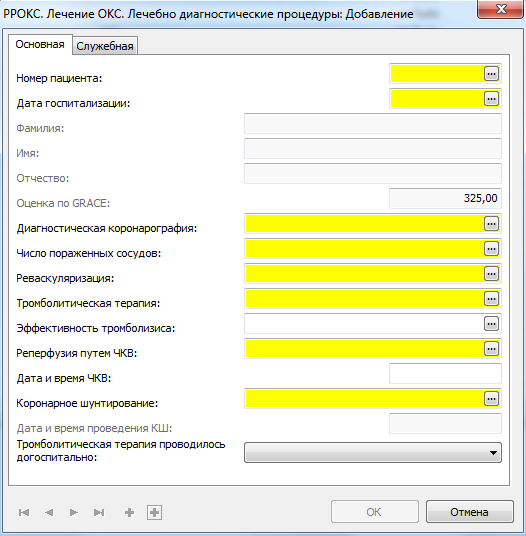 РРОКС. Лечение ОКС. Лечебно диагностические процедуры: Добавление
Основная
Служебная
Номер пациента:
Дата госпитализации:
Фамилия:
Имя:
Отчество:
Оценка по GRACE: 325,00
Диагностическая коронарография:
Число пораженных сосудов:
Реваскуляризация:
Тромболитическая терапия:
Эффективность тромболизиса:
Реперфузия путем ЧКВ:
Дата и время ЧКВ:
Коронарное шунтирование:
Дата и время проведения КШ:
Тромболитическая терапия проводилось
догоспитально:
OK
Отмена